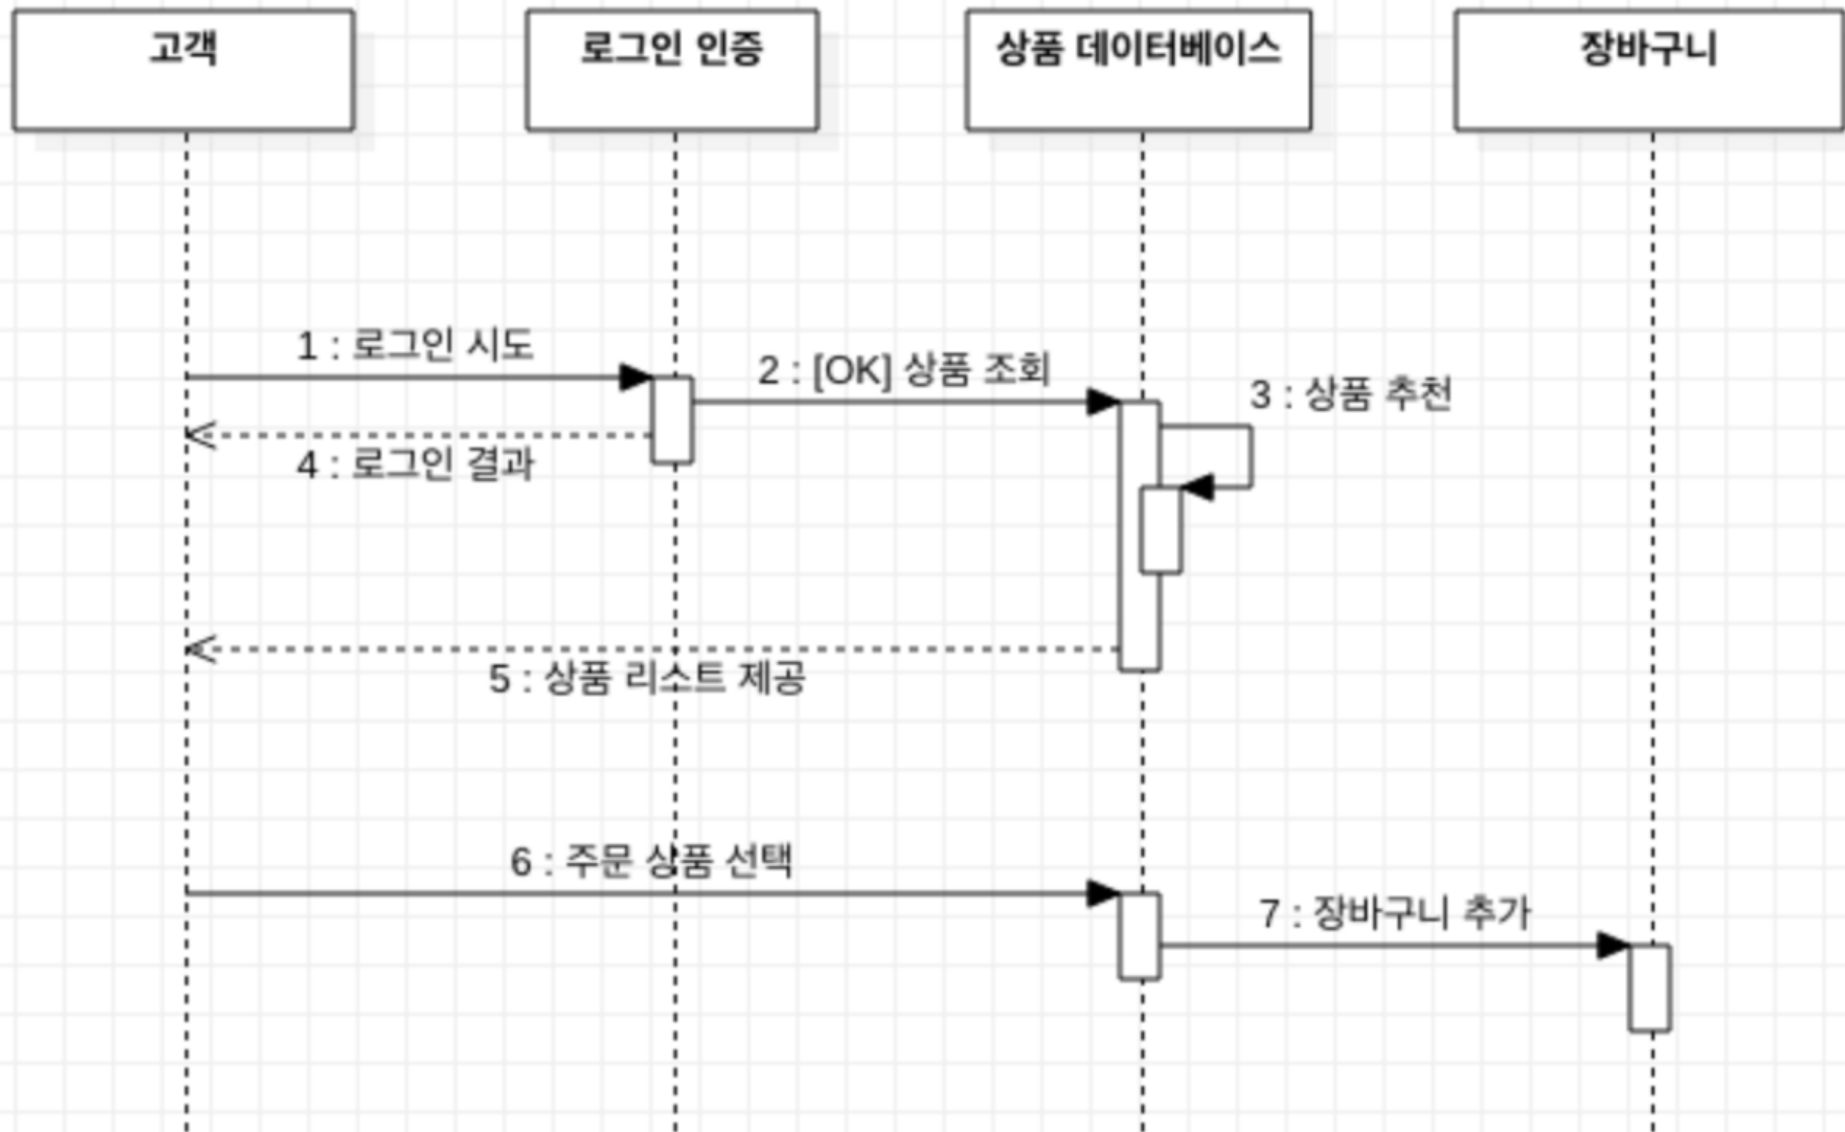 고객
로그인 인증
상품 데이터베이스
장바구니
1 : 로그인 시도
2 : [OK] 상품 조회
3 : 상품 추천
4 : 로그인 결과
5 : 상품 리스트 제공
6 : 주문 상품 선택
7 : 장바구니 추가